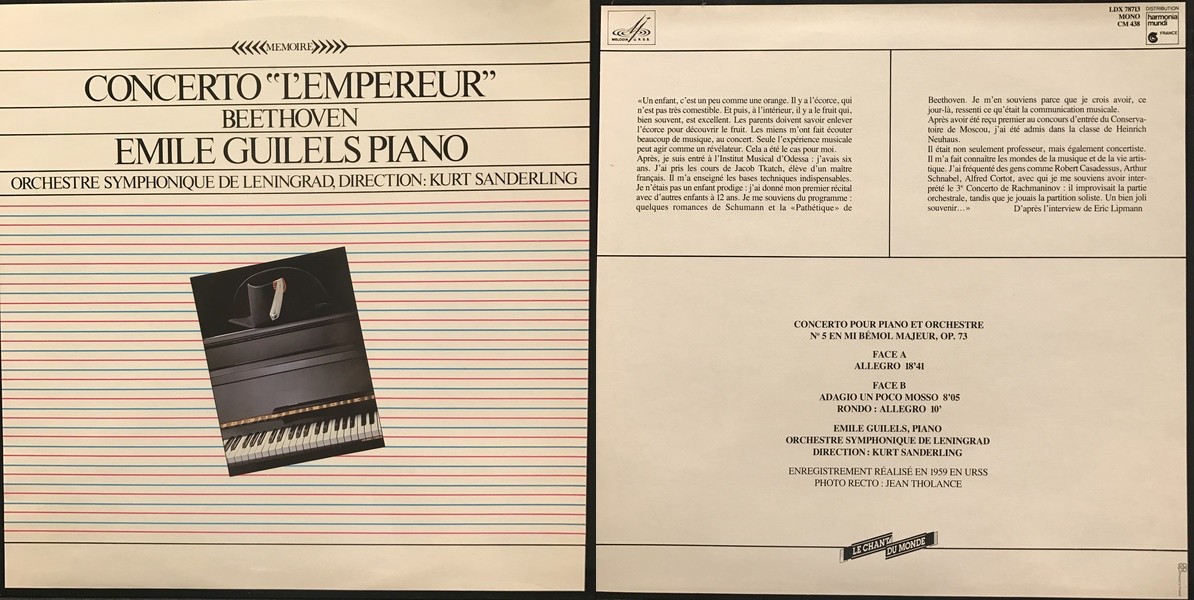 MEMOIRE
CONCERTO “L'EMPEREUR”
BEETHOVEN
EMILE GUILELS PIANO
ORCHESTRE SYMPHONIQUE DE LENINGRAD, DIRECTION: KURT SANDERLING
MELODIA U.R.S.S.
LDX 78713
MONO
CM 438
DISTRIBUTION
harmonia
mundi
FRANCE
«Un enfant, c'est un peu comme une orange. Il y a l'écorce, qui
n'est pas très comestible. Et puis, à l'intérieur, il y a le fruit qui,
bien souvent, est excellent. Les parents doivent savoir enlever
l'écorce pour découvrir le fruit. Les miens m'ont fait écouter
beaucoup de musique, au concert. Seule l'expérience musicale
peut agir comme un révélateur. Cela a été le cas pour moi.
Après, je suis entré à l'Institut Musical d'Odessa : j'avais six
ans. J'ai pris les cours de Jacob Tkatch, élève d'un maître
français. Il m'a enseigné les bases techniques indispensables.
Je n'étais pas un enfant prodige : j'ai donné mon premier récital
avec d'autres enfants à 12 ans. Je me souviens du programme :
quelques romances de Schumann et la «Pathétique» de
Beethoven. Je m'en souviens parce que je crois avoir, ce
jour-là, ressenti ce qu'était la communication musicale.
Après avoir été reçu premier au concours d'entrée du Conserva-
toire de Moscou, j'ai été admis dans la classe de Heinrich
Neuhaus.
Il était non seulement professeur, mais également concertiste.
Il m'a fait connaître les mondes de la musique et de la vie artis-
tique. J'ai fréquenté des gens comme Robert Casadessus, Arthur
Schnabel, Alfred Cortot, avec qui je me souviens avoir inter-
prété le 3e Concerto de Rachmaninov : il improvisait la partie
orchestrale, tandis que je jouais la partition soliste. Un bien joli
souvenir...» D'après l'interview de Eric Lipmann
CONCERTO POUR PIANO ET ORCHESTRE
N° 5 EN MI BÉMOL MAJEUR, OP. 73
FACE A
ALLEGRO 18'41
FACE B
ADAGIO UN POCO MOSSO 8'05
RONDO : ALLEGRO 10'
EMILE GUILELS, PIANO
ORCHESTRE SYMPHONIQUE DE LENINGRAD
DIRECTION : KURT SANDERLING
ENREGISTREMENT RÉALISÉ EN 1959 EN URSS
PHOTO RECTO : JEAN THOLANCE
LE CHANT
DU MONDE